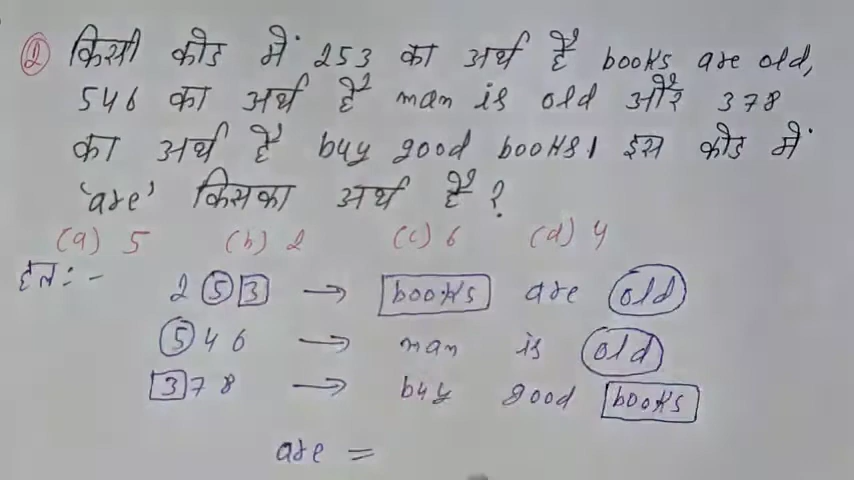 ② किसी कोड में 253 का अर्थ है books are old,
546 का अर्थ है man is old और 378
का अर्थ है buy good books। इस कोड में
'are' किसका अर्थ है ?
(a) 5 (b) 2 (c) 6 (d) 4
हल :-
2 5 3 → books are old
5 4 6 → man is old
3 7 8 → buy good books
are =